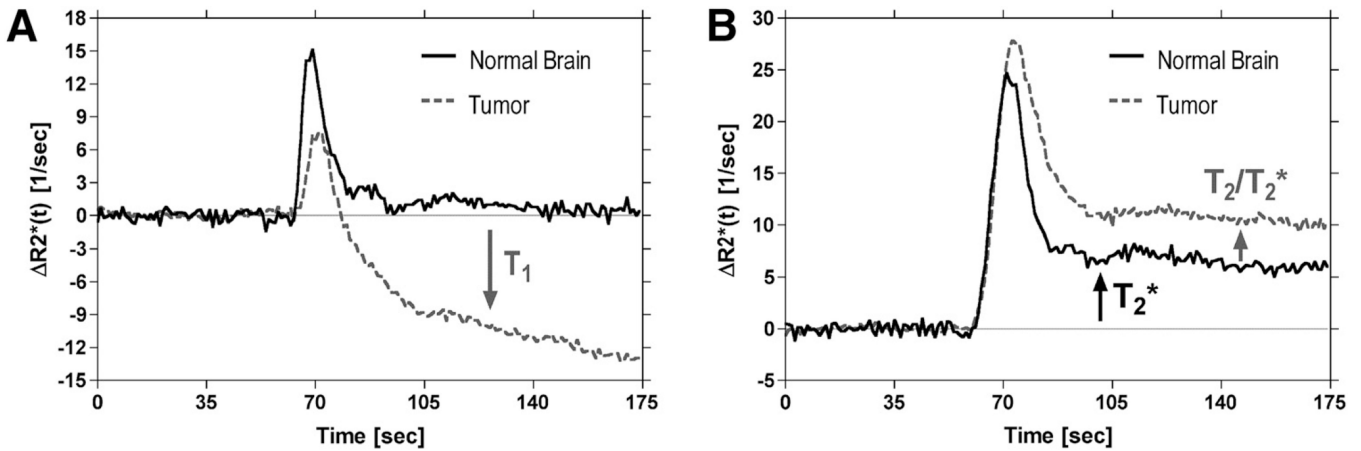 A
18
15
12
9
6
3
0
-3
-6
-9
-12
-15
ΔR2*(t) [1/sec]
Normal Brain
Tumor
T1
0 35 70 105 140 175
Time [sec]
B
30
25
20
15
10
5
0
-5
ΔR2*(t) [1/sec]
Normal Brain
Tumor
T2/T2*
T2*
0 35 70 105 140 175
Time [sec]